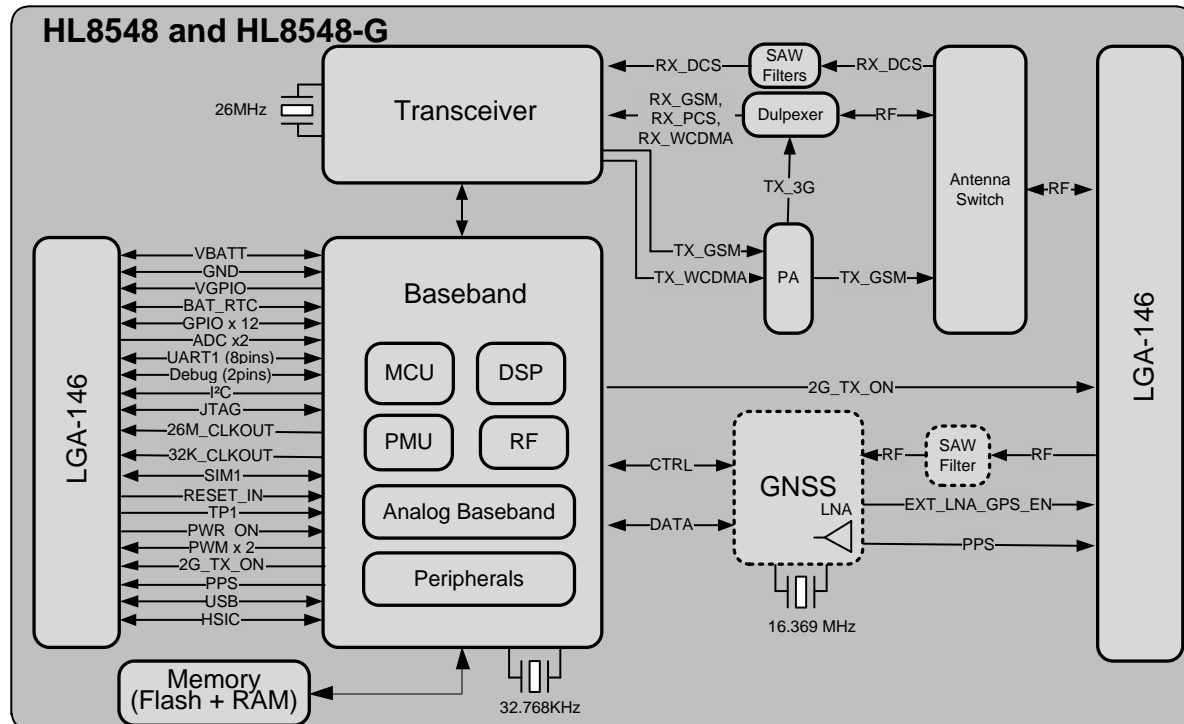 HL8548 and HL8548-G
Transceiver
26MHz
RX_DCS
SAW
Filters
RX_DCS
RX_GSM,
RX_PCS,
RX_WCDMA
Dulpexer
RF
TX_3G
Antenna
Switch
RF
TX_GSM
TX_WCDMA
PA
TX_GSM
LGA-146
LGA-146
VBATT
GND
VGPIO
BAT_RTC
GPIO x 12
ADC x2
UART1 (8pins)
Debug (2pins)
I²C
JTAG
26M_CLKOUT
32K_CLKOUT
SIM1
RESET_IN
TP1
PWR_ON
PWM x 2
2G_TX_ON
PPS
USB
HSIC
Baseband
MCU
DSP
PMU
RF
Analog Baseband
Peripherals
2G_TX_ON
CTRL
DATA
GNSS
LNA
RF
SAW
Filter
RF
EXT_LNA_GPS_EN
PPS
16.369 MHz
Memory
(Flash + RAM)
32.768KHz